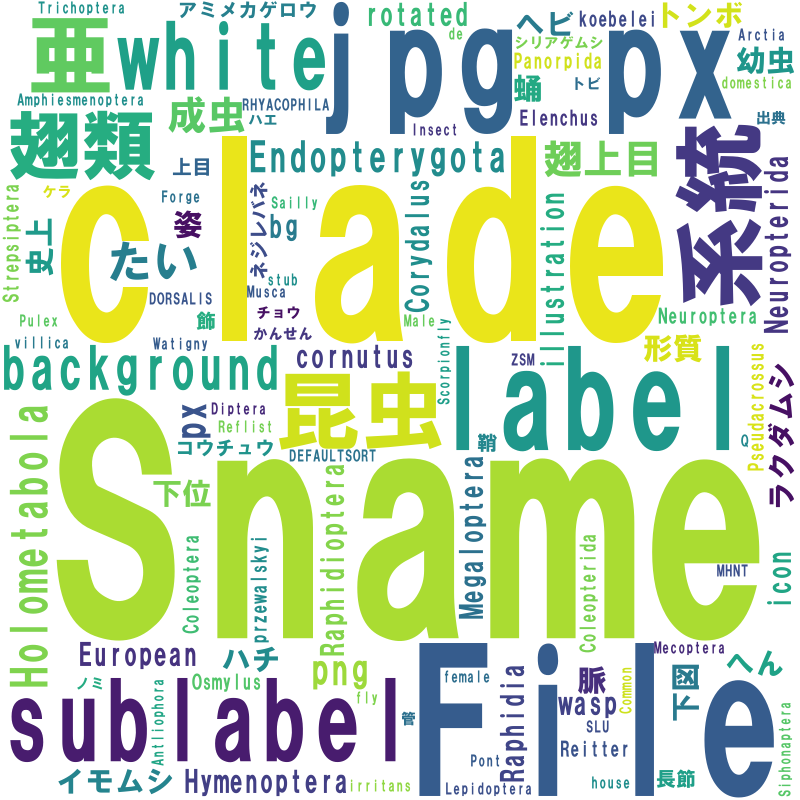 Trichoptera
アミメカゲロウ
rotated
de
ヘビ
koebelei
トンボ
Arctia
亜
white
jpg
px
シリアゲムシ
Panorpida
トビ
幼虫
domestica
Amphiesmenoptera
成虫
RHYACOPHILA
ハエ
Insect
蛹
Elenchus
出典
翅類
上目
Endopterygota
翅上目
系統
Strepsiptera
ケラ
Forge
ネジレバネ
Sailly
Corydalus
illustration
Neuropterida
史上
姿
bg
たい
clade
stub
Musca
DORSALIS
Pulex
飾
チョウ
Male
Neuroptera
villica
Watigny
かんせん
Scorpionfly
形質
background
cornutus
ZSM
Pseudacrossus
ラクダムシ
label
昆虫
px
Diptera
Reflist
コウチュウ
DEFAULTSORT
鞘
Q
Holometabola
下位
Sname
Coleoptera
przewalskyi
Raphidioptera
Megaloptera
Coleopterida
MHNT
icon
European
ハチ
File
Mecoptera
ノミ
Antliophora
Osmylus
png
fly
female
Raphidia
脈
wasp
Common
下図
へん
sublabel
管
SLU
Siphonaptera
Reitter
イモムシ
Hymenoptera
irritans
Pont
Lepidoptera
house
長節